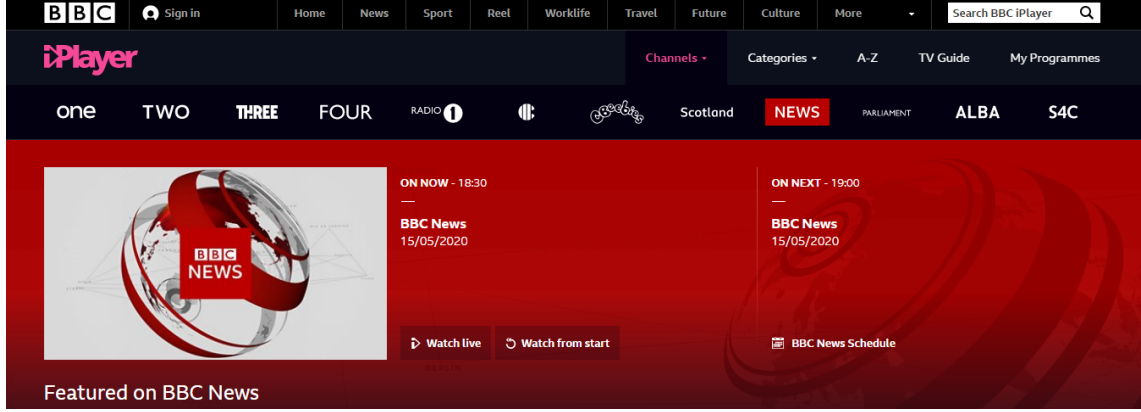 BBC Sign in Home News Sport Reel Worklife Travel Future Culture More Search BBC iPlayer
iPlayer Channels Categories A-Z TV Guide My Programmes
one TWO THREE FOUR RADIO 1 CBeebies Scotland NEWS PARLIAMENT ALBA S4C
ON NOW - 18:30
BBC News
15/05/2020
Watch live Watch from start
ON NEXT - 19:00
BBC News
15/05/2020
BBC News Schedule
BBC
NEWS
Featured on BBC News